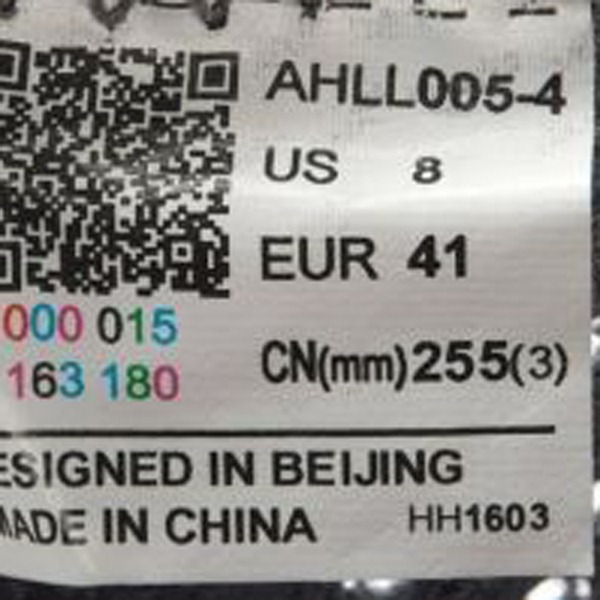 AHLL005-4
US 8
EUR 41
000 015
163 180
CN(mm)255(3)
ESIGNED IN BEIJING
MADE IN CHINA HH1603